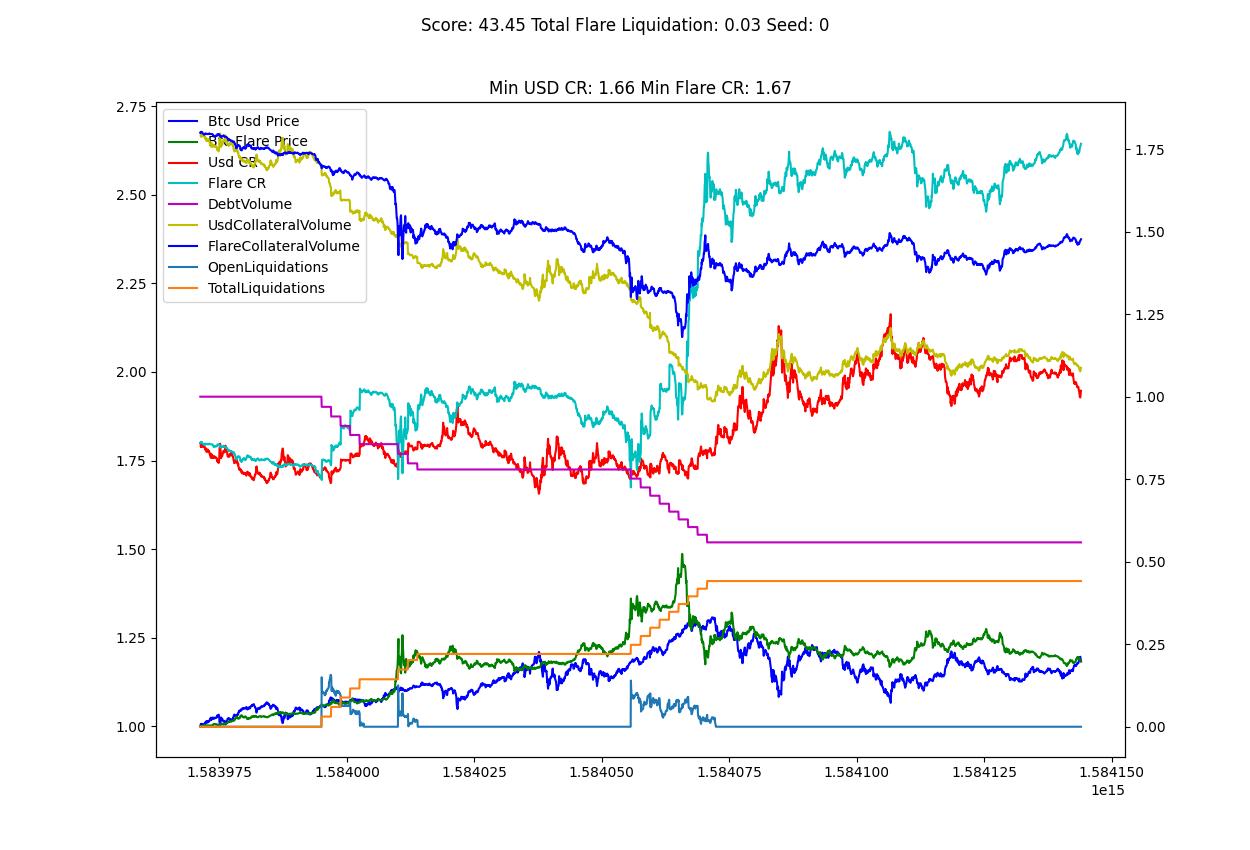 Score: 43.45 Total Flare Liquidation: 0.03 Seed: 0
Min USD CR: 1.66 Min Flare CR: 1.67
Btc Usd Price
Btc Flare Price
Usd CR
Flare CR
DebtVolume
UsdCollateralVolume
FlareCollateralVolume
OpenLiquidations
TotalLiquidations
2.75
2.50
2.25
2.00
1.75
1.50
1.25
1.00
1.75
1.50
1.25
1.00
0.75
0.50
0.25
0.00
1.583975 1.584000 1.584025 1.584050 1.584075 1.584100 1.584125 1.584150
1e15